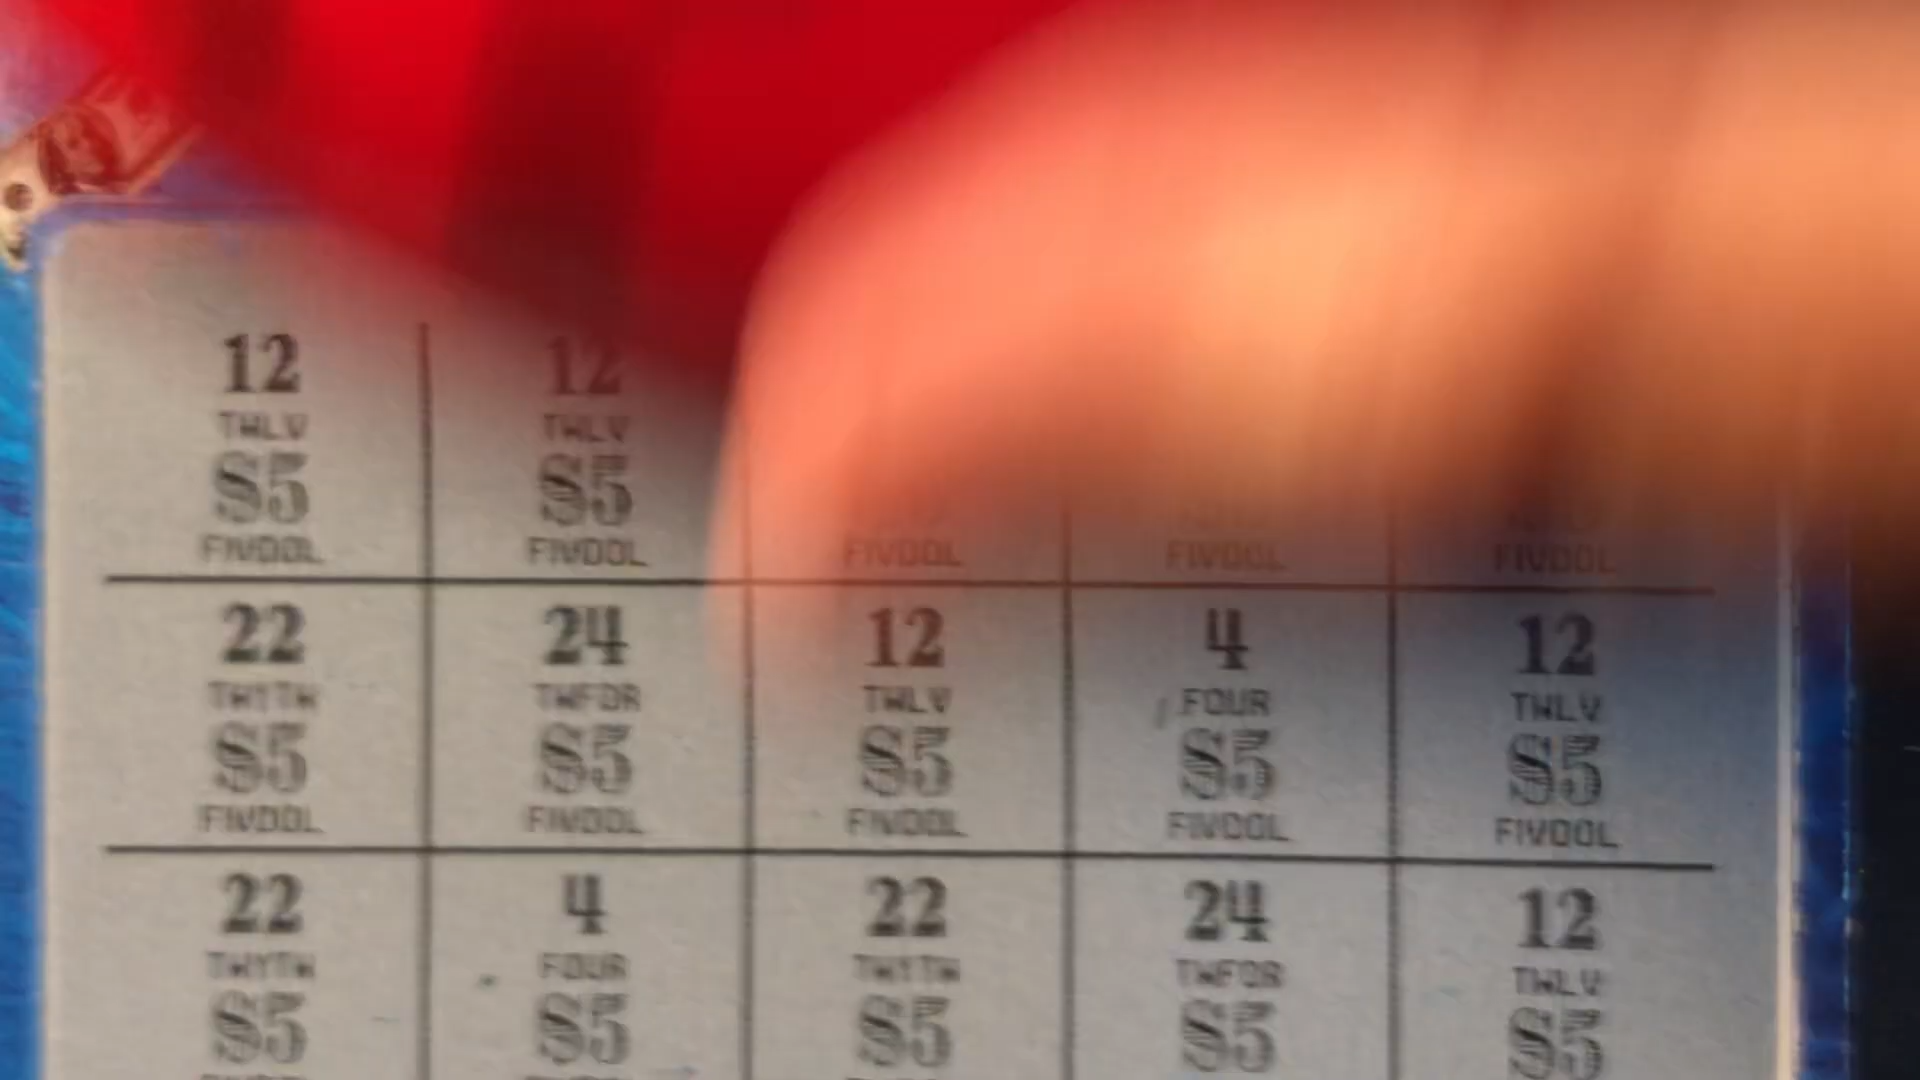 12 12
THLV THLV
$5 $5
FIVDOL FIVDOL FIVDOL FIVDOL FIVDOL
22 24 12 4 12
TWYTW TWFOR TWLV FOUR TWLV
$5 $5 $5 $5 $5
FIVDOL FIVDOL FIVDOL FIVDOL FIVDOL
22 4 22 24 12
TWYTW FOUR TWYTW TWFOR TWLV
$5 $5 $5 $5 $5